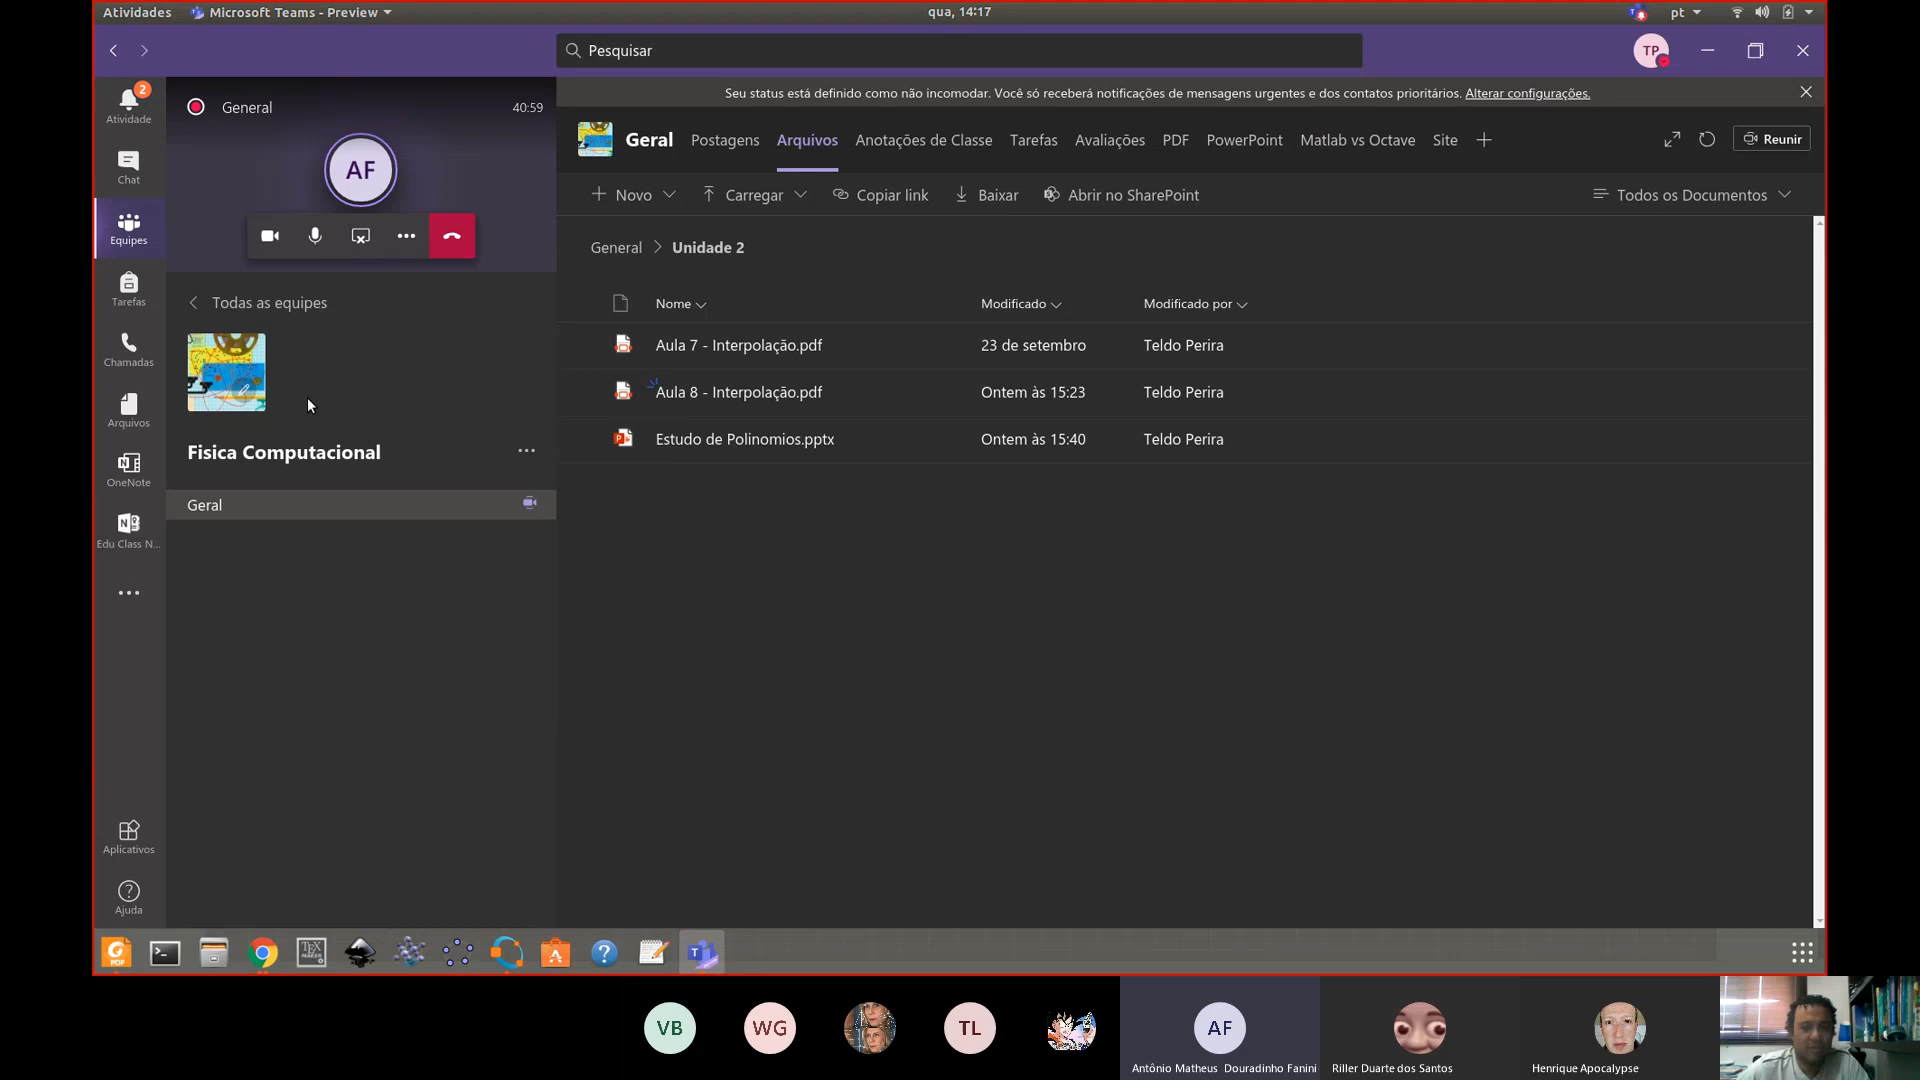 Atividades Microsoft Teams - Preview qua, 14:17 pt
Pesquisar TP
Seu status está definido como não incomodar. Você só receberá notificações de mensagens urgentes e dos contatos prioritários. Alterar configurações.
2
Atividade
Chat
Equipes
Tarefas
Chamadas
Arquivos
OneNote
Edu Class N...
Aplicativos
Ajuda
General 40:59
AF
Todas as equipes
Fisica Computacional
Geral
Geral Postagens Arquivos Anotações de Classe Tarefas Avaliações PDF PowerPoint Matlab vs Octave Site Reunir
Novo Carregar Copiar link Baixar Abrir no SharePoint Todos os Documentos
General > Unidade 2
Nome Modificado Modificado por
Aula 7 - Interpolação.pdf 23 de setembro Teldo Perira
Aula 8 - Interpolação.pdf Ontem às 15:23 Teldo Perira
Estudo de Polinomios.pptx Ontem às 15:40 Teldo Perira
PDF
TEX
MAKER
VB WG TL AF
Antônio Matheus Douradinho Fanini Riller Duarte dos Santos Henrique Apocalypse